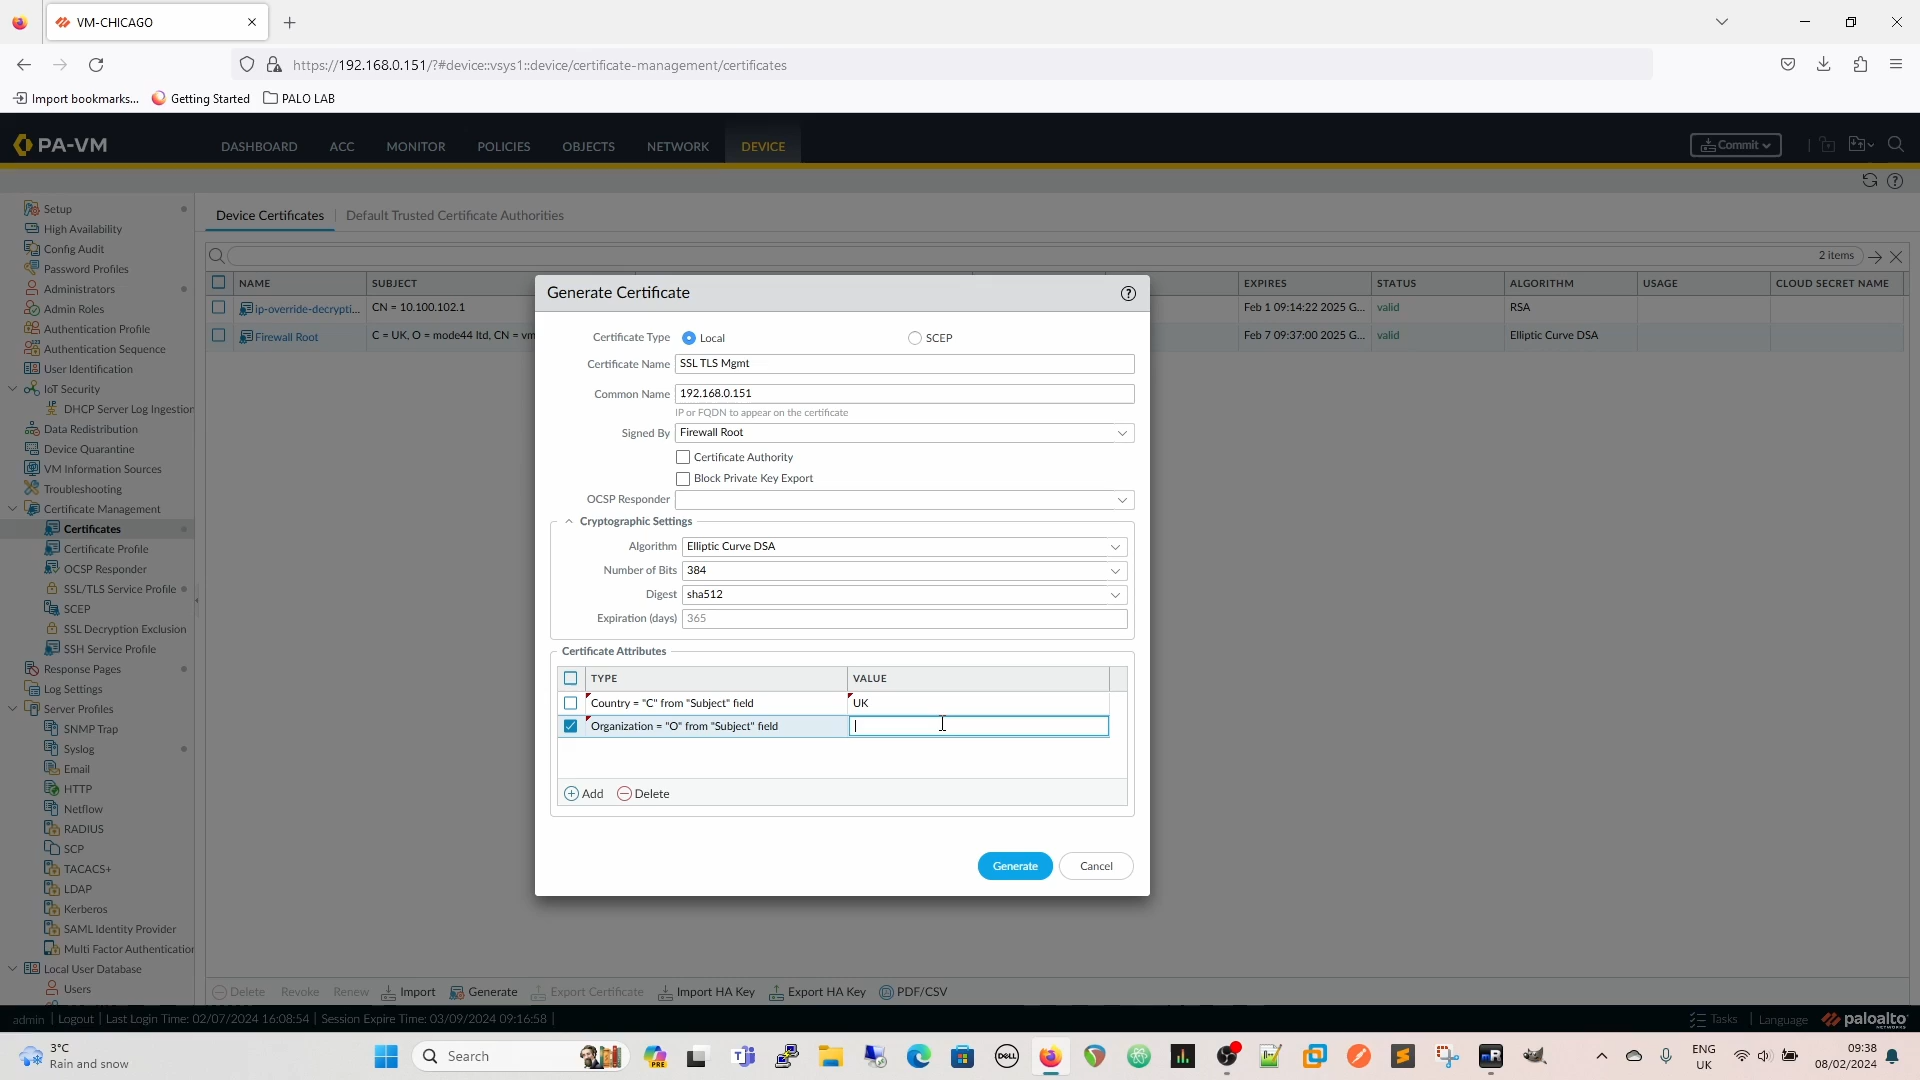 VM-CHICAGO
https://192.168.0.151/?#device::vsys1::device/certificate-management/certificates
Import bookmarks... Getting Started PALO LAB
PA-VM DASHBOARD ACC MONITOR POLICIES OBJECTS NETWORK DEVICE Commit
Device Certificates Default Trusted Certificate Authorities
2 items
NAME SUBJECT EXPIRES STATUS ALGORITHM USAGE CLOUD SECRET NAME
ip-override-decrypti... CN = 10.100.102.1 Feb 1 09:14:22 2025 G... valid RSA
Firewall Root C = UK, O = mode44 ltd, CN = vm Feb 7 09:37:00 2025 G... valid Elliptic Curve DSA
Setup
High Availability
Config Audit
Password Profiles
Administrators
Admin Roles
Authentication Profile
Authentication Sequence
User Identification
IoT Security
DHCP Server Log Ingestion
Data Redistribution
Device Quarantine
VM Information Sources
Troubleshooting
Certificate Management
Certificates
Certificate Profile
OCSP Responder
SSL/TLS Service Profile
SCEP
SSL Decryption Exclusion
SSH Service Profile
Response Pages
Log Settings
Server Profiles
SNMP Trap
Syslog
Email
HTTP
Netflow
RADIUS
SCP
TACACS+
LDAP
Kerberos
SAML Identity Provider
Multi Factor Authentication
Local User Database
Users
Generate Certificate
Certificate Type Local SCEP
Certificate Name SSL TLS Mgmt
Common Name 192.168.0.151
IP or FQDN to appear on the certificate
Signed By Firewall Root
Certificate Authority
Block Private Key Export
OCSP Responder
Cryptographic Settings
Algorithm Elliptic Curve DSA
Number of Bits 384
Digest sha512
Expiration (days) 365
Certificate Attributes
TYPE VALUE
Country = "C" from "Subject" field UK
Organization = "O" from "Subject" field
Add Delete
Generate Cancel
Delete Revoke Renew Import Generate Export Certificate Import HA Key Export HA Key PDF/CSV
admin | Logout | Last Login Time: 02/07/2024 16:08:54 | Session Expire Time: 03/09/2024 09:16:58 | Tasks | Language paloalto NETWORKS
3°C
Rain and snow
Search
PRE
DELL
ENG
UK
09:38
08/02/2024